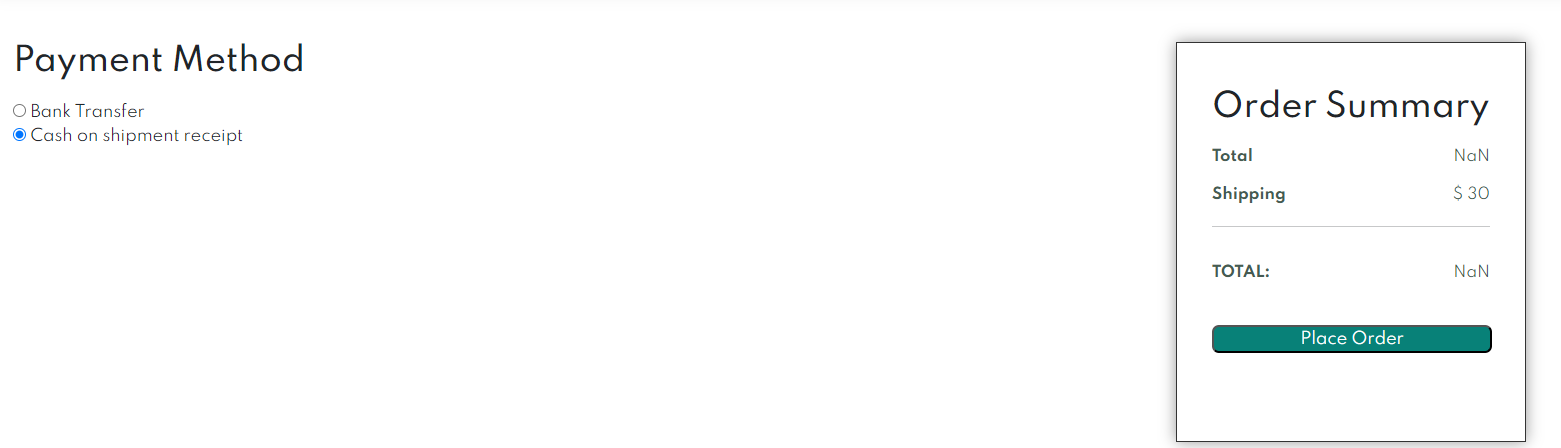 Payment Method
Bank Transfer
Cash on shipment receipt
Order Summary
Total NaN
Shipping $ 30
TOTAL: NaN
Place Order